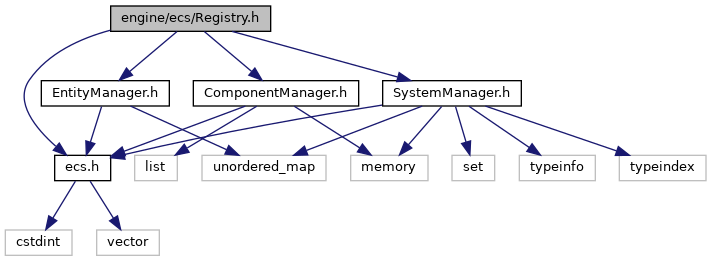 engine/ecs/Registry.h
EntityManager.h
ComponentManager.h
SystemManager.h
ecs.h
list
unordered_map
memory
set
typeinfo
typeindex
cstdint
vector